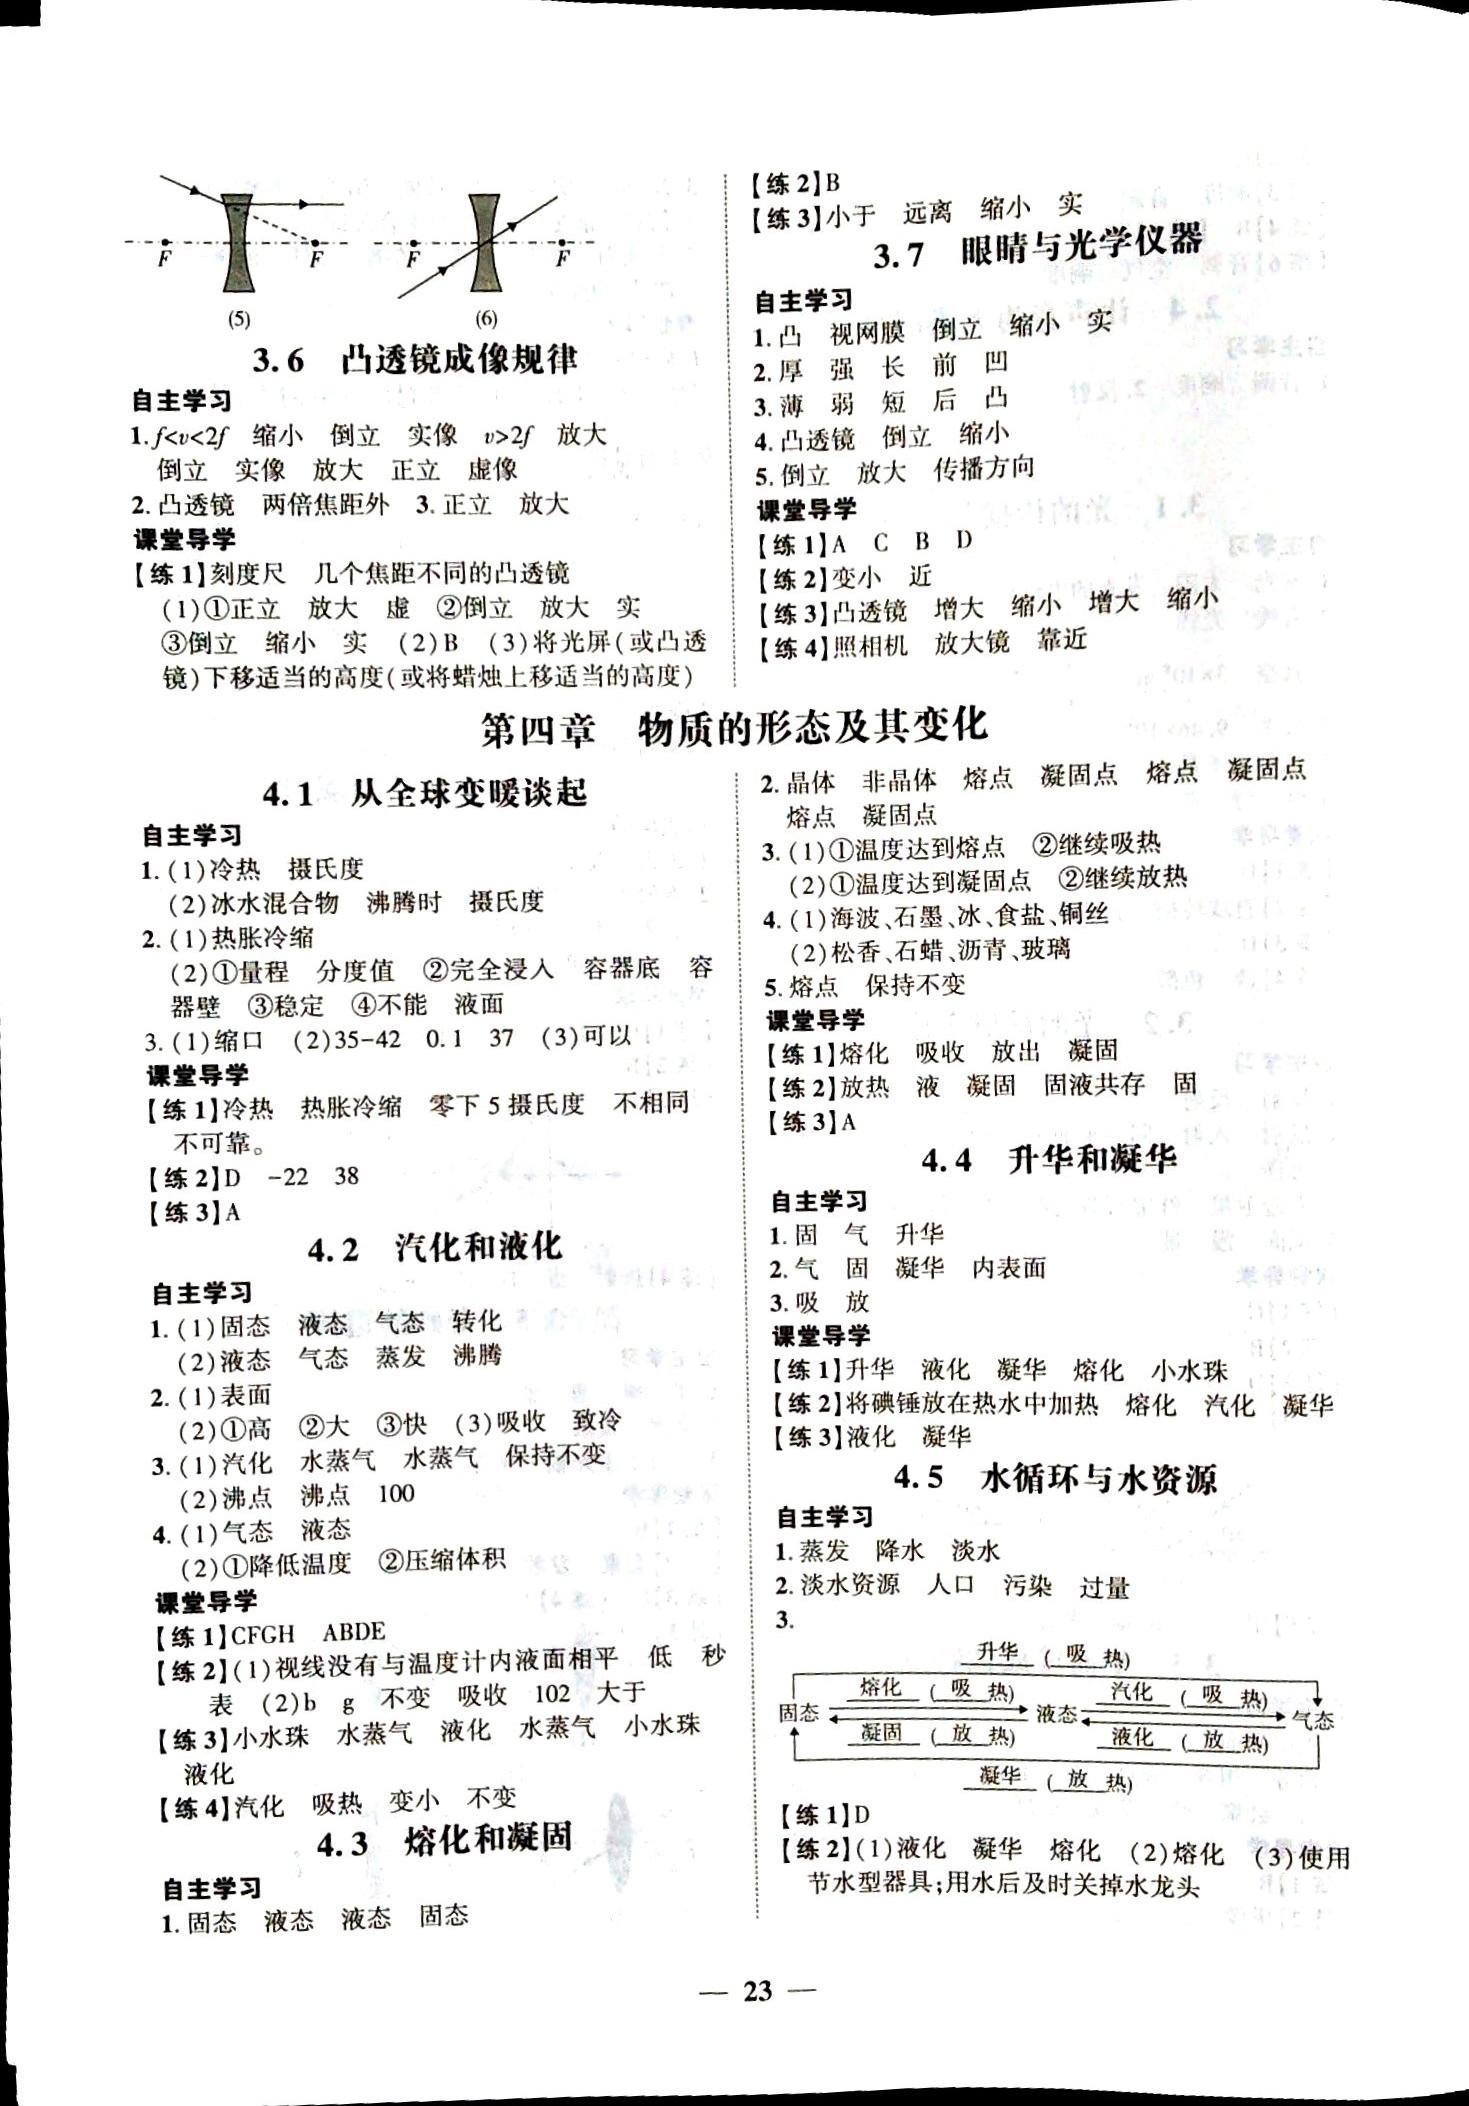 F
F
(5)
F
F
(6)
3.6 凸透镜成像规律
自主学习
1.f<v<2f 缩小 倒立 实像 v>2f 放大
倒立 实像 放大 正立 虚像
2.凸透镜 两倍焦距外 3.正立 放大
课堂导学
【练1】刻度尺 几个焦距不同的凸透镜
(1)①正立 放大 虚 ②倒立 放大 实
③倒立 缩小 实 (2)B (3)将光屏(或凸透
镜)下移适当的高度(或将蜡烛上移适当的高度)
【练2】B
【练3】小于 远离 缩小 实
3.7 眼睛与光学仪器
自主学习
1.凸 视网膜 倒立 缩小 实
2.厚 强 长 前 凹
3.薄 弱 短 后 凸
4.凸透镜 倒立 缩小
5.倒立 放大 传播方向
课堂导学
【练1】A C B D
【练2】变小 近
【练3】凸透镜 增大 缩小 增大 缩小
【练4】照相机 放大镜 靠近
第四章 物质的形态及其变化
4.1 从全球变暖谈起
自主学习
1.(1)冷热 摄氏度
(2)冰水混合物 沸腾时 摄氏度
2.(1)热胀冷缩
(2)①量程 分度值 ②完全浸入 容器底 容
器壁 ③稳定 ④不能 液面
3.(1)缩口 (2)35-42 0.1 37 (3)可以
课堂导学
【练1】冷热 热胀冷缩 零下5摄氏度 不相同
不可靠。
【练2】D -22 38
【练3】A
4.2 汽化和液化
自主学习
1.(1)固态 液态 气态 转化
(2)液态 气态 蒸发 沸腾
2.(1)表面
(2)①高 ②大 ③快 (3)吸收 致冷
3.(1)汽化 水蒸气 水蒸气 保持不变
(2)沸点 沸点 100
4.(1)气态 液态
(2)①降低温度 ②压缩体积
课堂导学
【练1】CFGH ABDE
【练2】(1)视线没有与温度计内液面相平 低 秒
表 (2)b g 不变 吸收 102 大于
【练3】小水珠 水蒸气 液化 水蒸气 小水珠
液化
【练4】汽化 吸热 变小 不变
4.3 熔化和凝固
自主学习
1.固态 液态 液态 固态
2.晶体 非晶体 熔点 凝固点 熔点 凝固点
熔点 凝固点
3.(1)①温度达到熔点 ②继续吸热
(2)①温度达到凝固点 ②继续放热
4.(1)海波、石墨、冰、食盐、铜丝
(2)松香、石蜡、沥青、玻璃
5.熔点 保持不变
课堂导学
【练1】熔化 吸收 放出 凝固
【练2】放热 液 凝固 固液共存 固
【练3】A
4.4 升华和凝华
自主学习
1.固 气 升华
2.气 固 凝华 内表面
3.吸 放
课堂导学
【练1】升华 液化 凝华 熔化 小水珠
【练2】将碘锤放在热水中加热 熔化 汽化 凝华
【练3】液化 凝华
4.5 水循环与水资源
自主学习
1.蒸发 降水 淡水
2.淡水资源 人口 污染 过量
3.
升华 (吸 热)
熔化 (吸 热) 汽化 (吸 热)
固态 液态 气态
凝固 (放 热) 液化 (放 热)
凝华 (放 热)
【练1】D
【练2】(1)液化 凝华 熔化 (2)熔化 (3)使用
节水型器具;用水后及时关掉水龙头
— 23 —